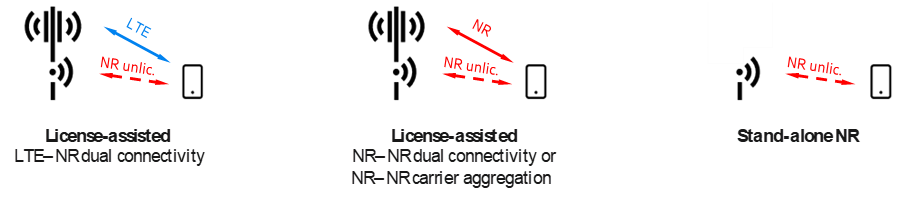 LTE
NR unlic.
License-assisted
LTE–NR dual connectivity
NR
NR unlic.
License-assisted
NR–NR dual connectivity or
NR–NR carrier aggregation
NR unlic.
Stand-alone NR